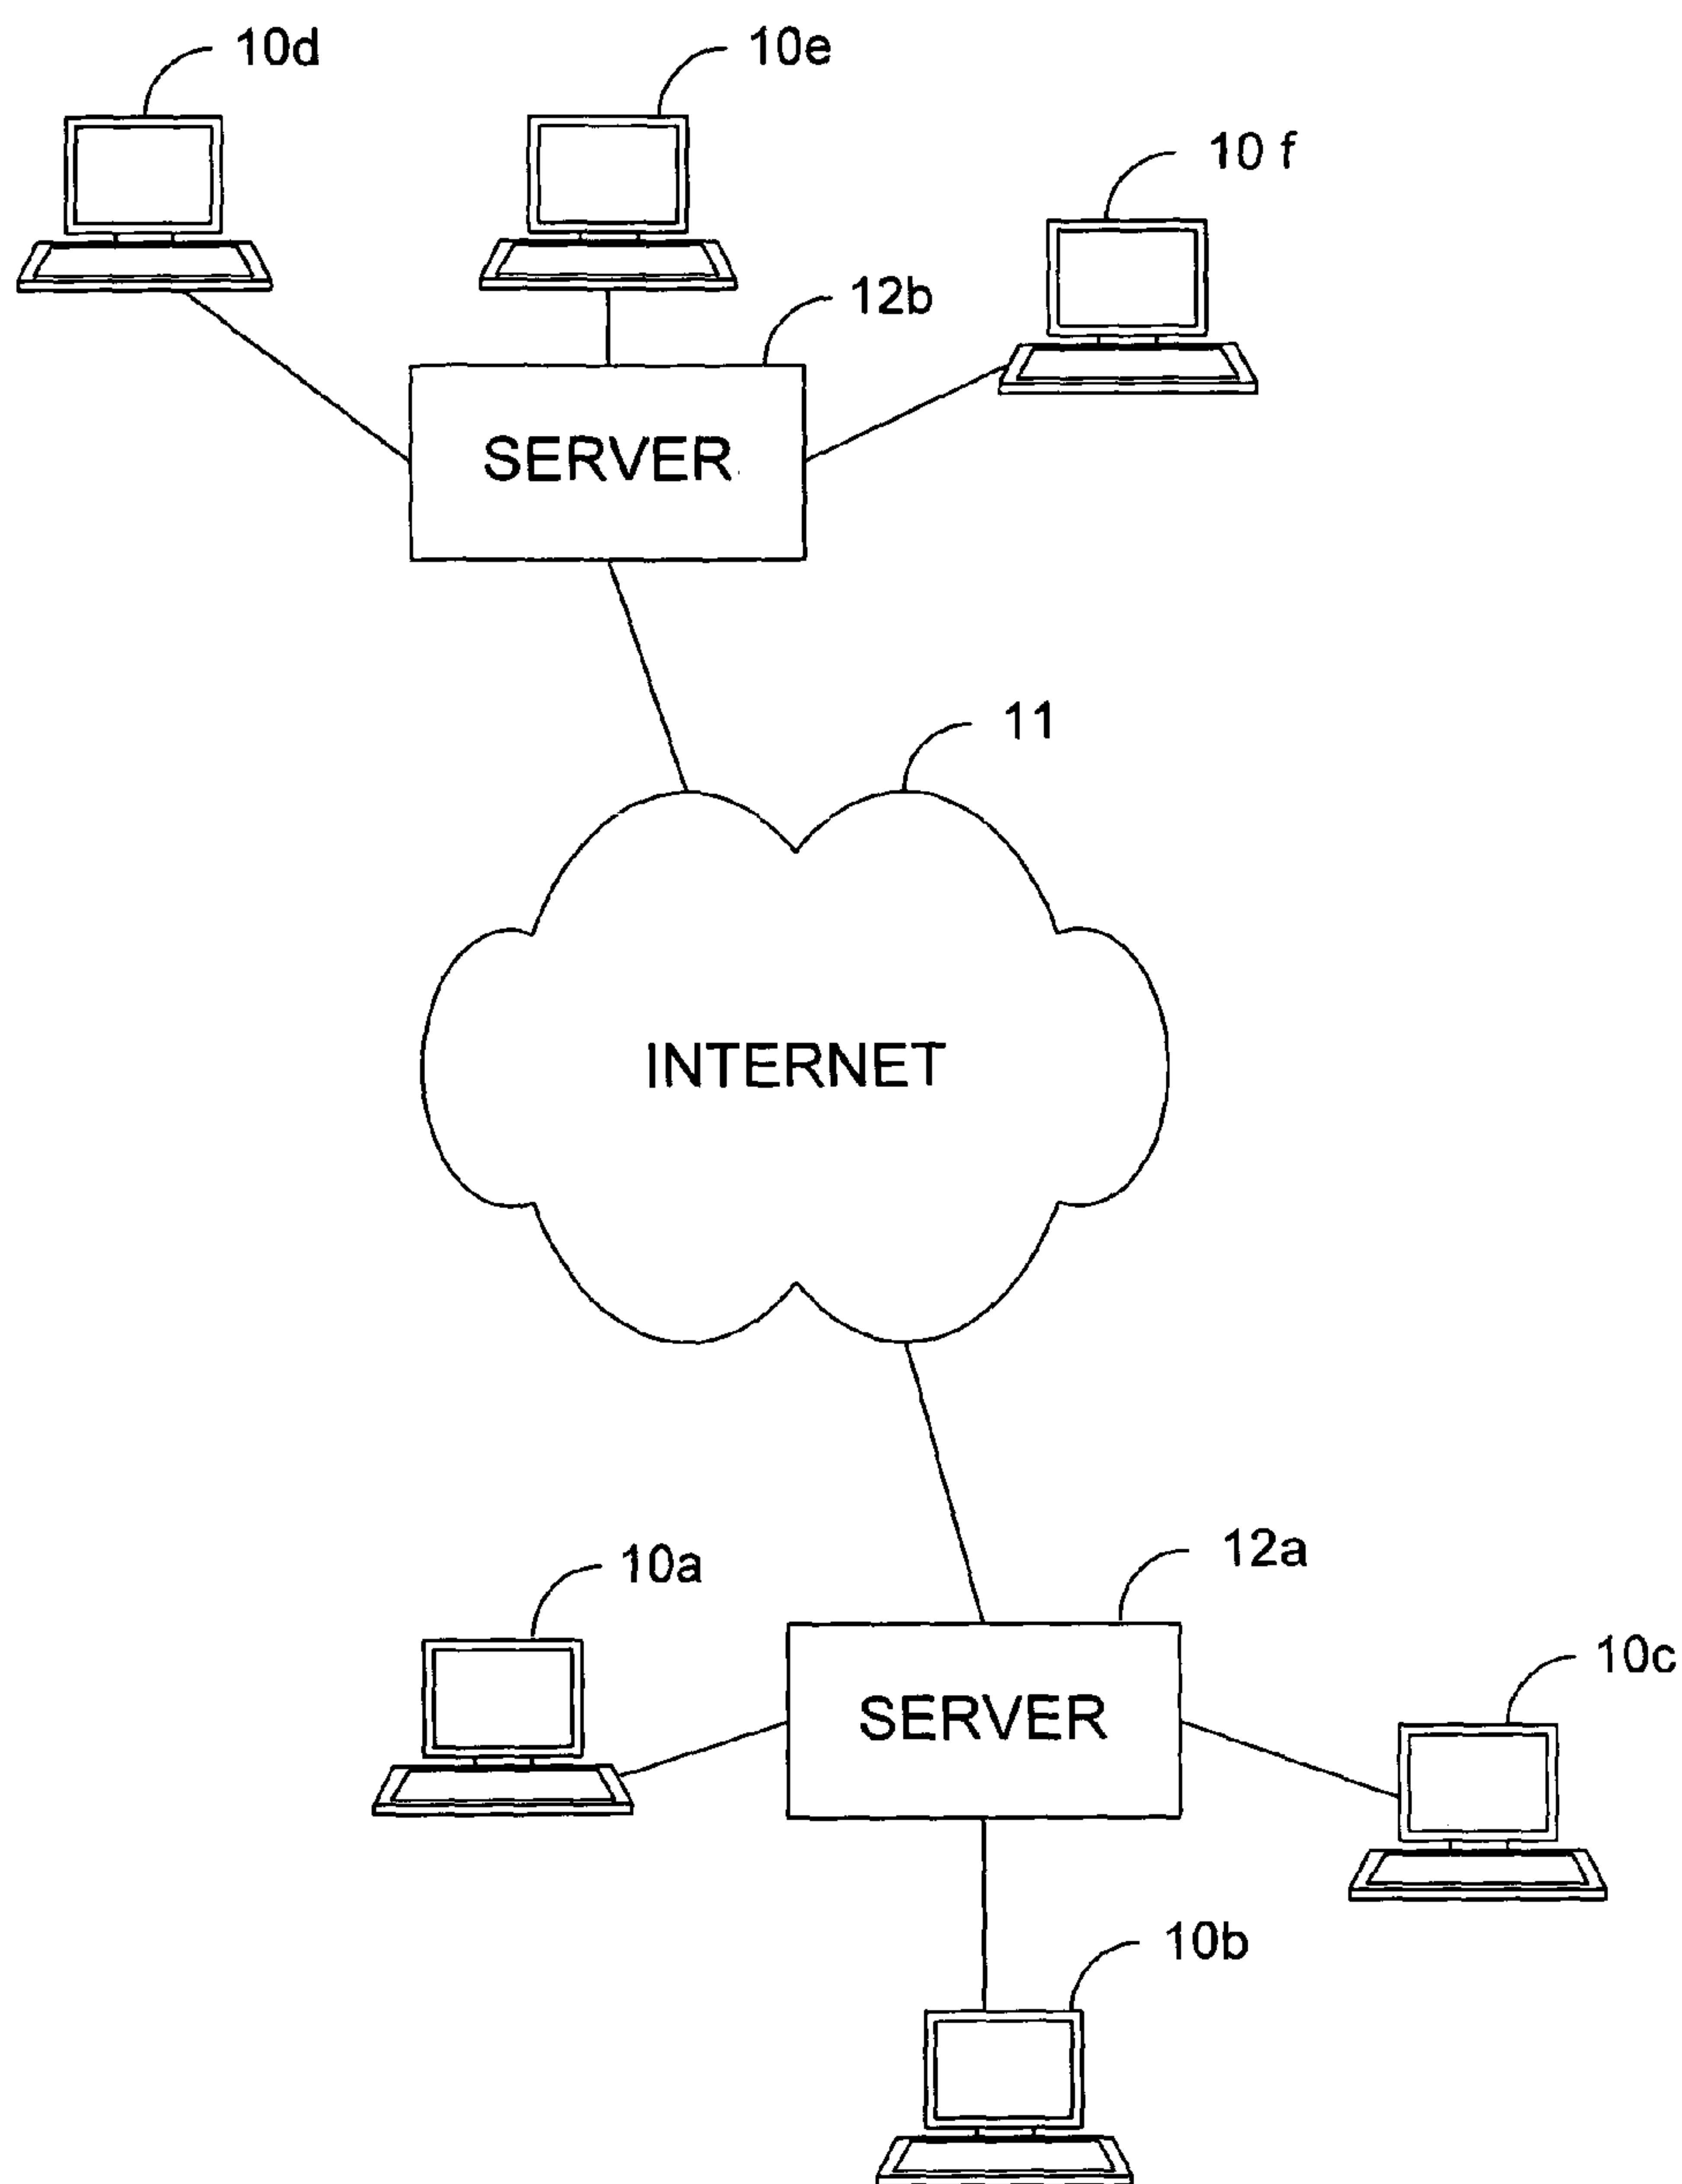 10d
10e
10 f
12b
SERVER
11
INTERNET
12a
10a
10c
SERVER
10b